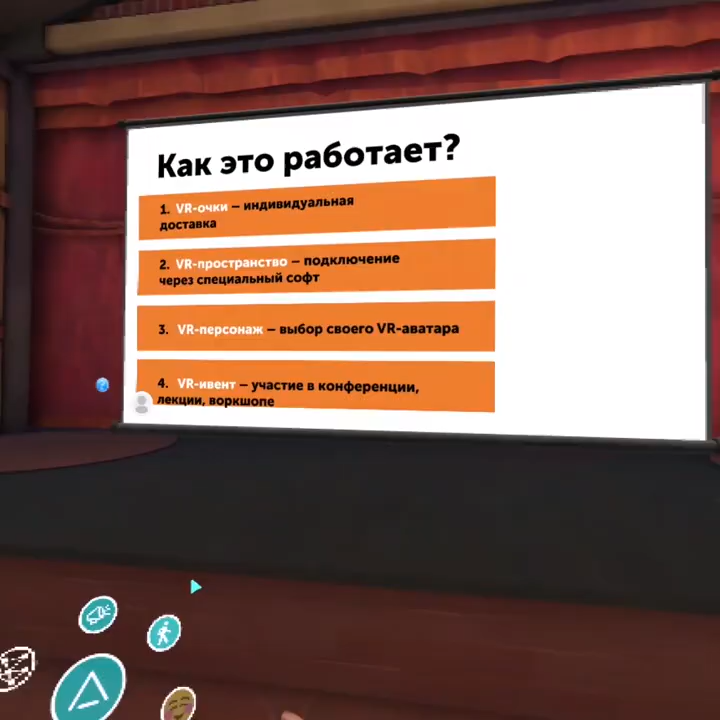 Как это работает?
1. VR-очки – индивидуальная
доставка
2. VR-пространство – подключение
через специальный софт
3. VR-персонаж – выбор своего VR-аватара
4. VR-ивент – участие в конференции,
лекции, воркшопе